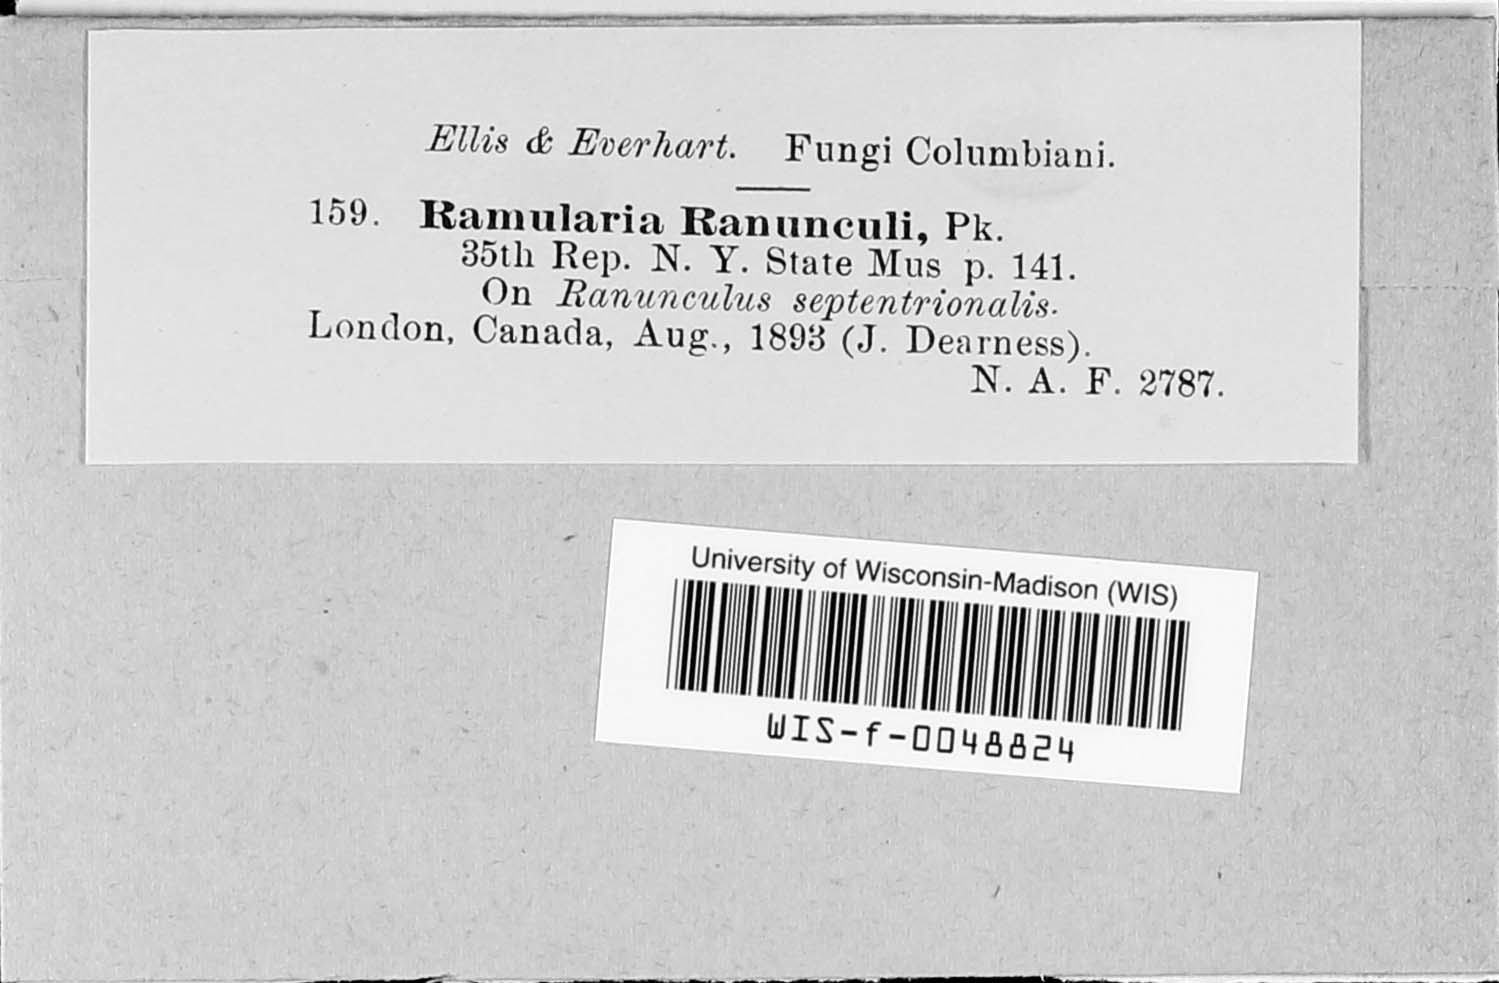 Ellis & Everhart. Fungi Columbiani.
159. Ramularia Ranunculi, Pk.
35th Rep. N. Y. State Mus p. 141.
On Ranunculus septentrionalis.
London, Canada, Aug., 1893 (J. Dearness).
N. A. F. 2787.
University of Wisconsin-Madison (WIS)
WIS-f-0048824